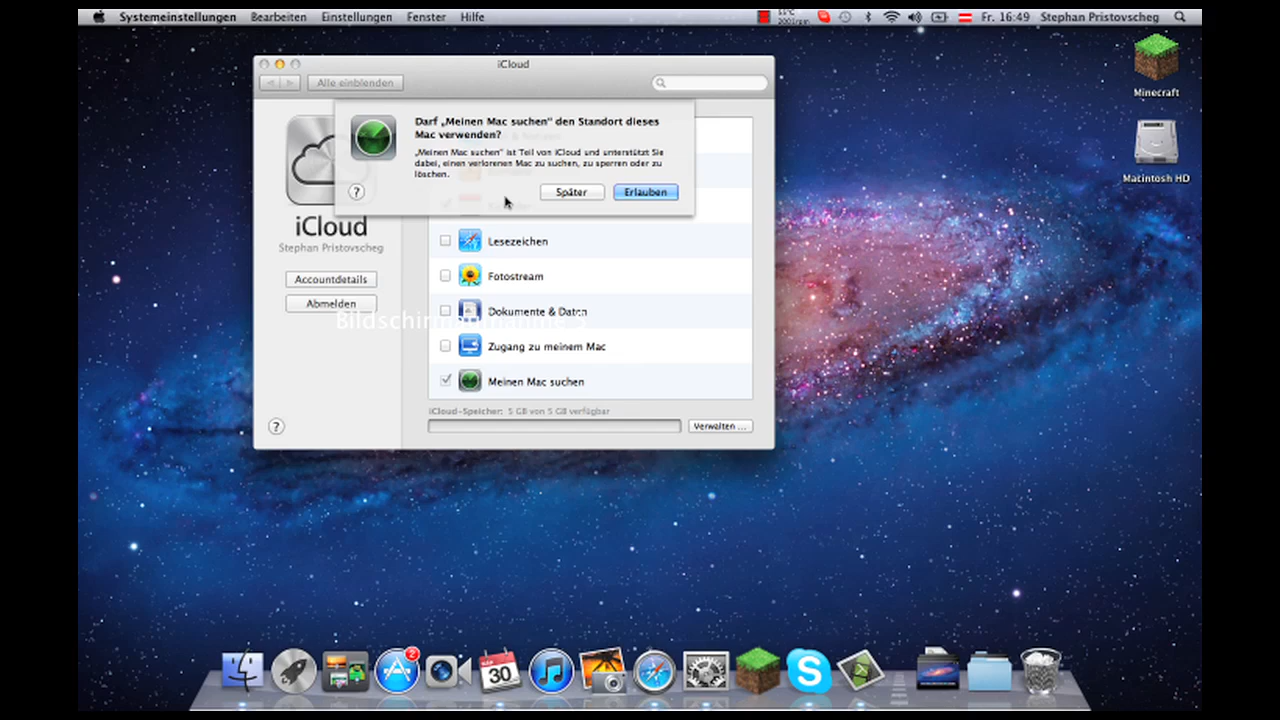 Systemeinstellungen Bearbeiten Einstellungen Fenster Hilfe Fr. 16:49 Stephan Pristovscheg
iCloud
Alle einblenden
Darf „Meinen Mac suchen“ den Standort dieses
Mac verwenden?
„Meinen Mac suchen“ ist Teil von iCloud und unterstützt Sie
dabei, einen verlorenen Mac zu suchen, zu sperren oder zu
löschen.
? Später Erlauben
iCloud
Stephan Pristovscheg
Accountdetails
Abmelden
Lesezeichen
Fotostream
Dokumente & Daten
Zugang zu meinem Mac
Meinen Mac suchen
iCloud-Speicher: 5 GB von 5 GB verfügbar
Verwalten ...
?
Minecraft
Macintosh HD
2
30